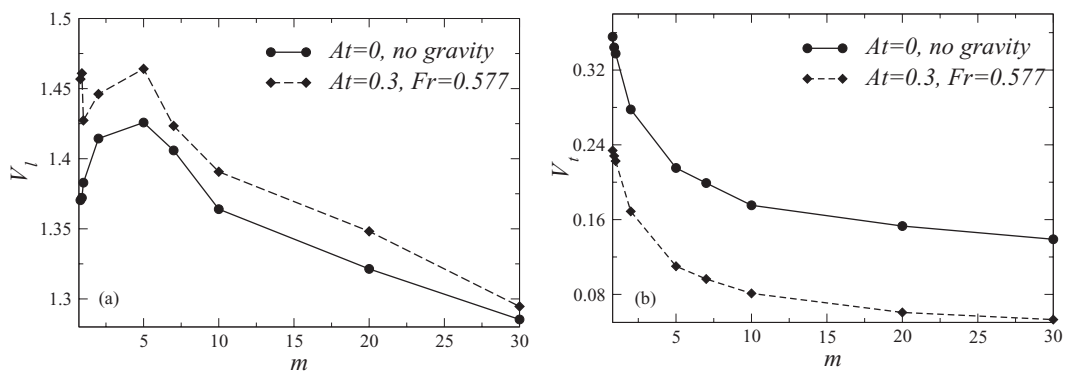 1.5
1.45
1.4
1.35
1.3
V_l
At=0, no gravity
At=0.3, Fr=0.577
(a)
5 10 15 20 25 30
m
0.32
0.24
0.16
0.08
V_t
At=0, no gravity
At=0.3, Fr=0.577
(b)
5 10 15 20 25 30
m